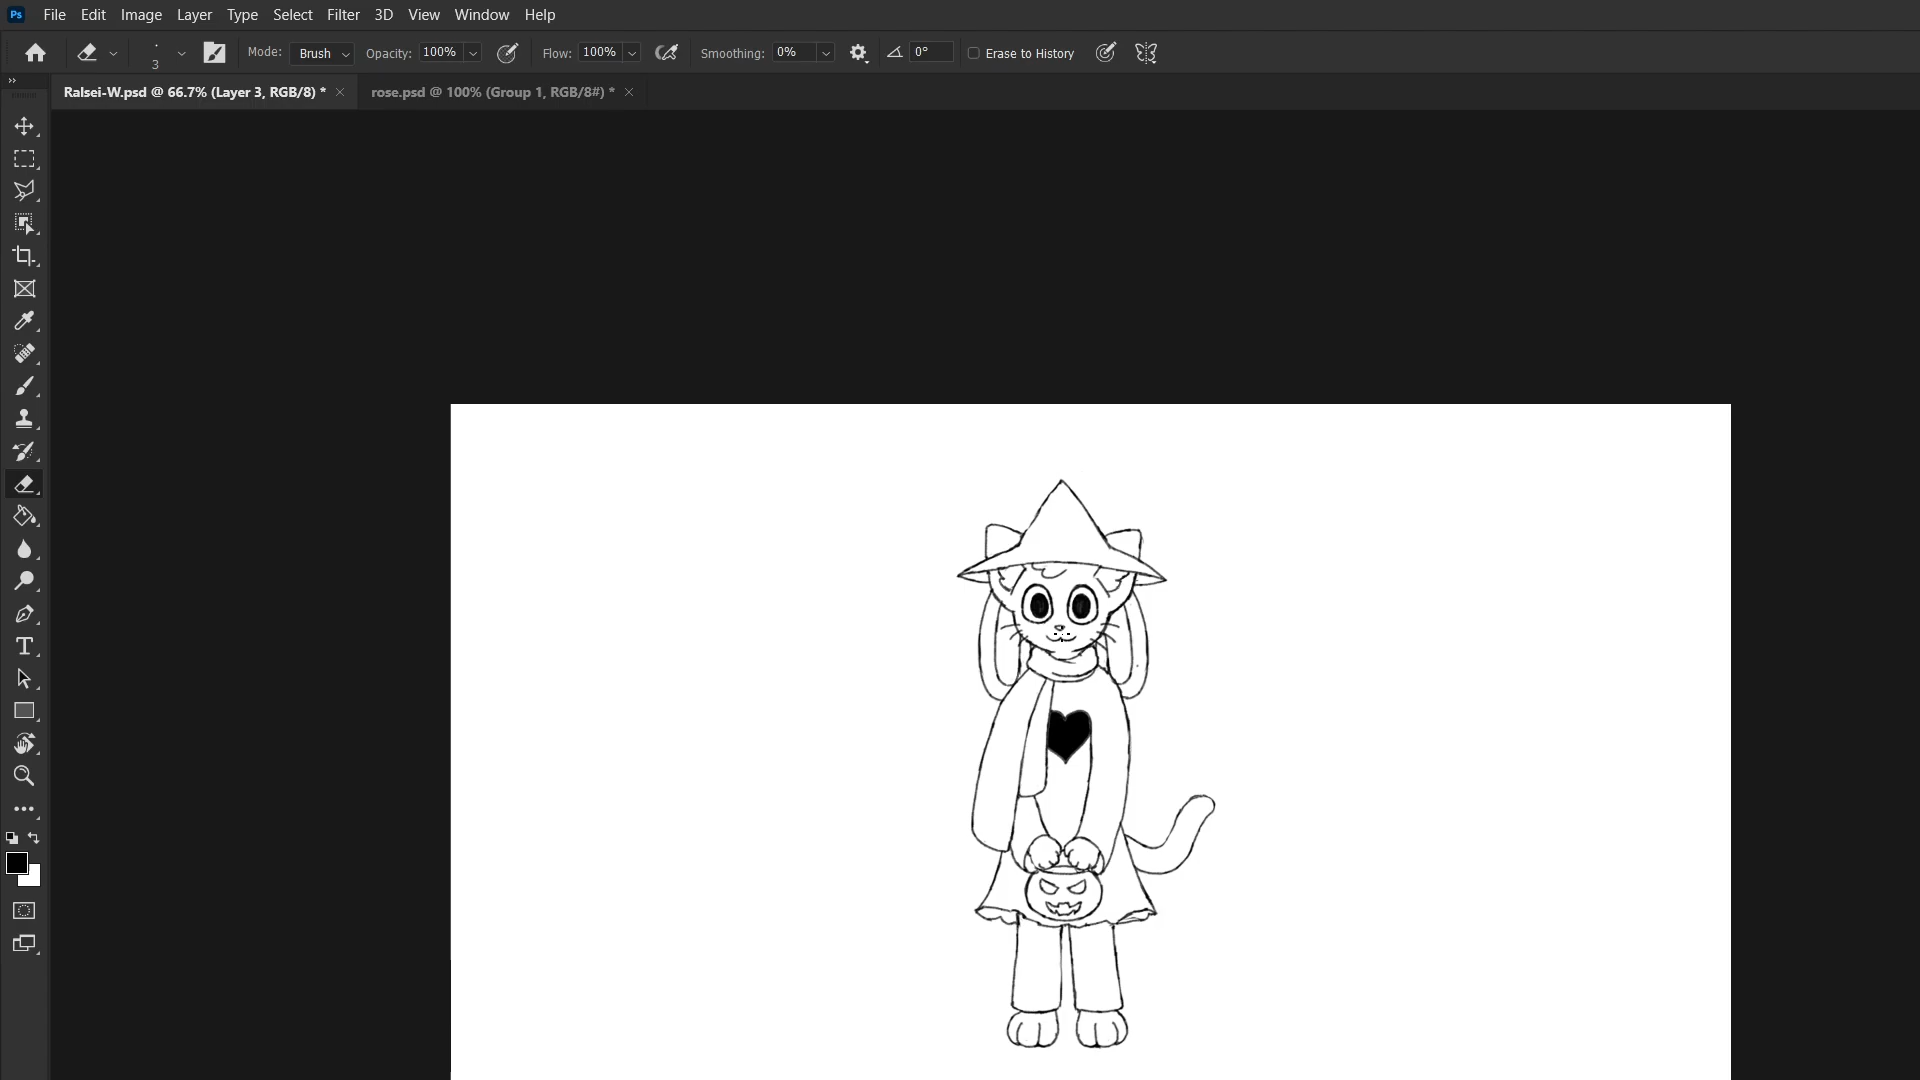 Ps File Edit Image Layer Type Select Filter 3D View Window Help
3 Mode: Brush Opacity: 100% Flow: 100% Smoothing: 0% 0° Erase to History
Ralsei-W.psd @ 66.7% (Layer 3, RGB/8) * × rose.psd @ 100% (Group 1, RGB/8#) * ×